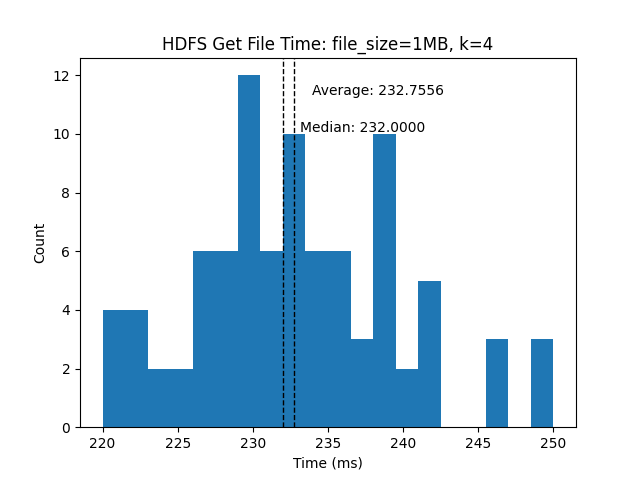 HDFS Get File Time: file_size=1MB, k=4
12
10
8
6
4
2
0
Count
Average: 232.7556
Median: 232.0000
220 225 230 235 240 245 250
Time (ms)